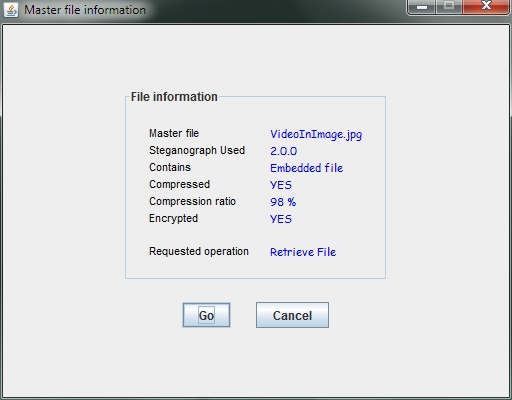 Master file information
File information
Master file VideoInImage.jpg
Steganograph Used 2.0.0
Contains Embedded file
Compressed YES
Compression ratio 98 %
Encrypted YES
Requested operation Retrieve File
Go Cancel